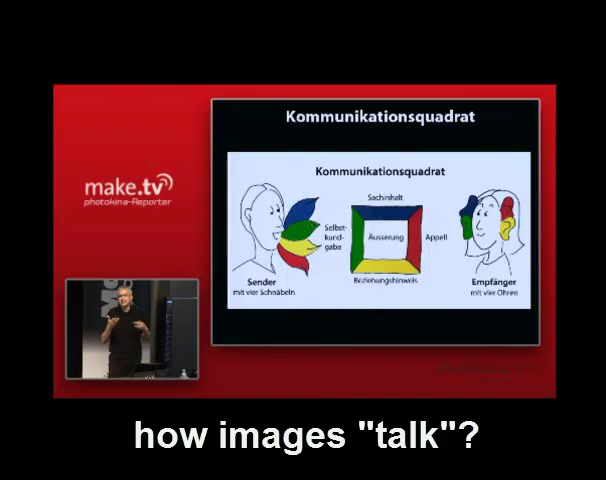 Kommunikationsquadrat
Kommunikationsquadrat
make.tv
photokina-Reporter
Sachinhalt
Selbst-
kund-
gabe
Äusserung
Appell
Sender
mit vier Schnäbeln
Beziehungshinweis
Empfänger
mit vier Ohren
how images "talk"?